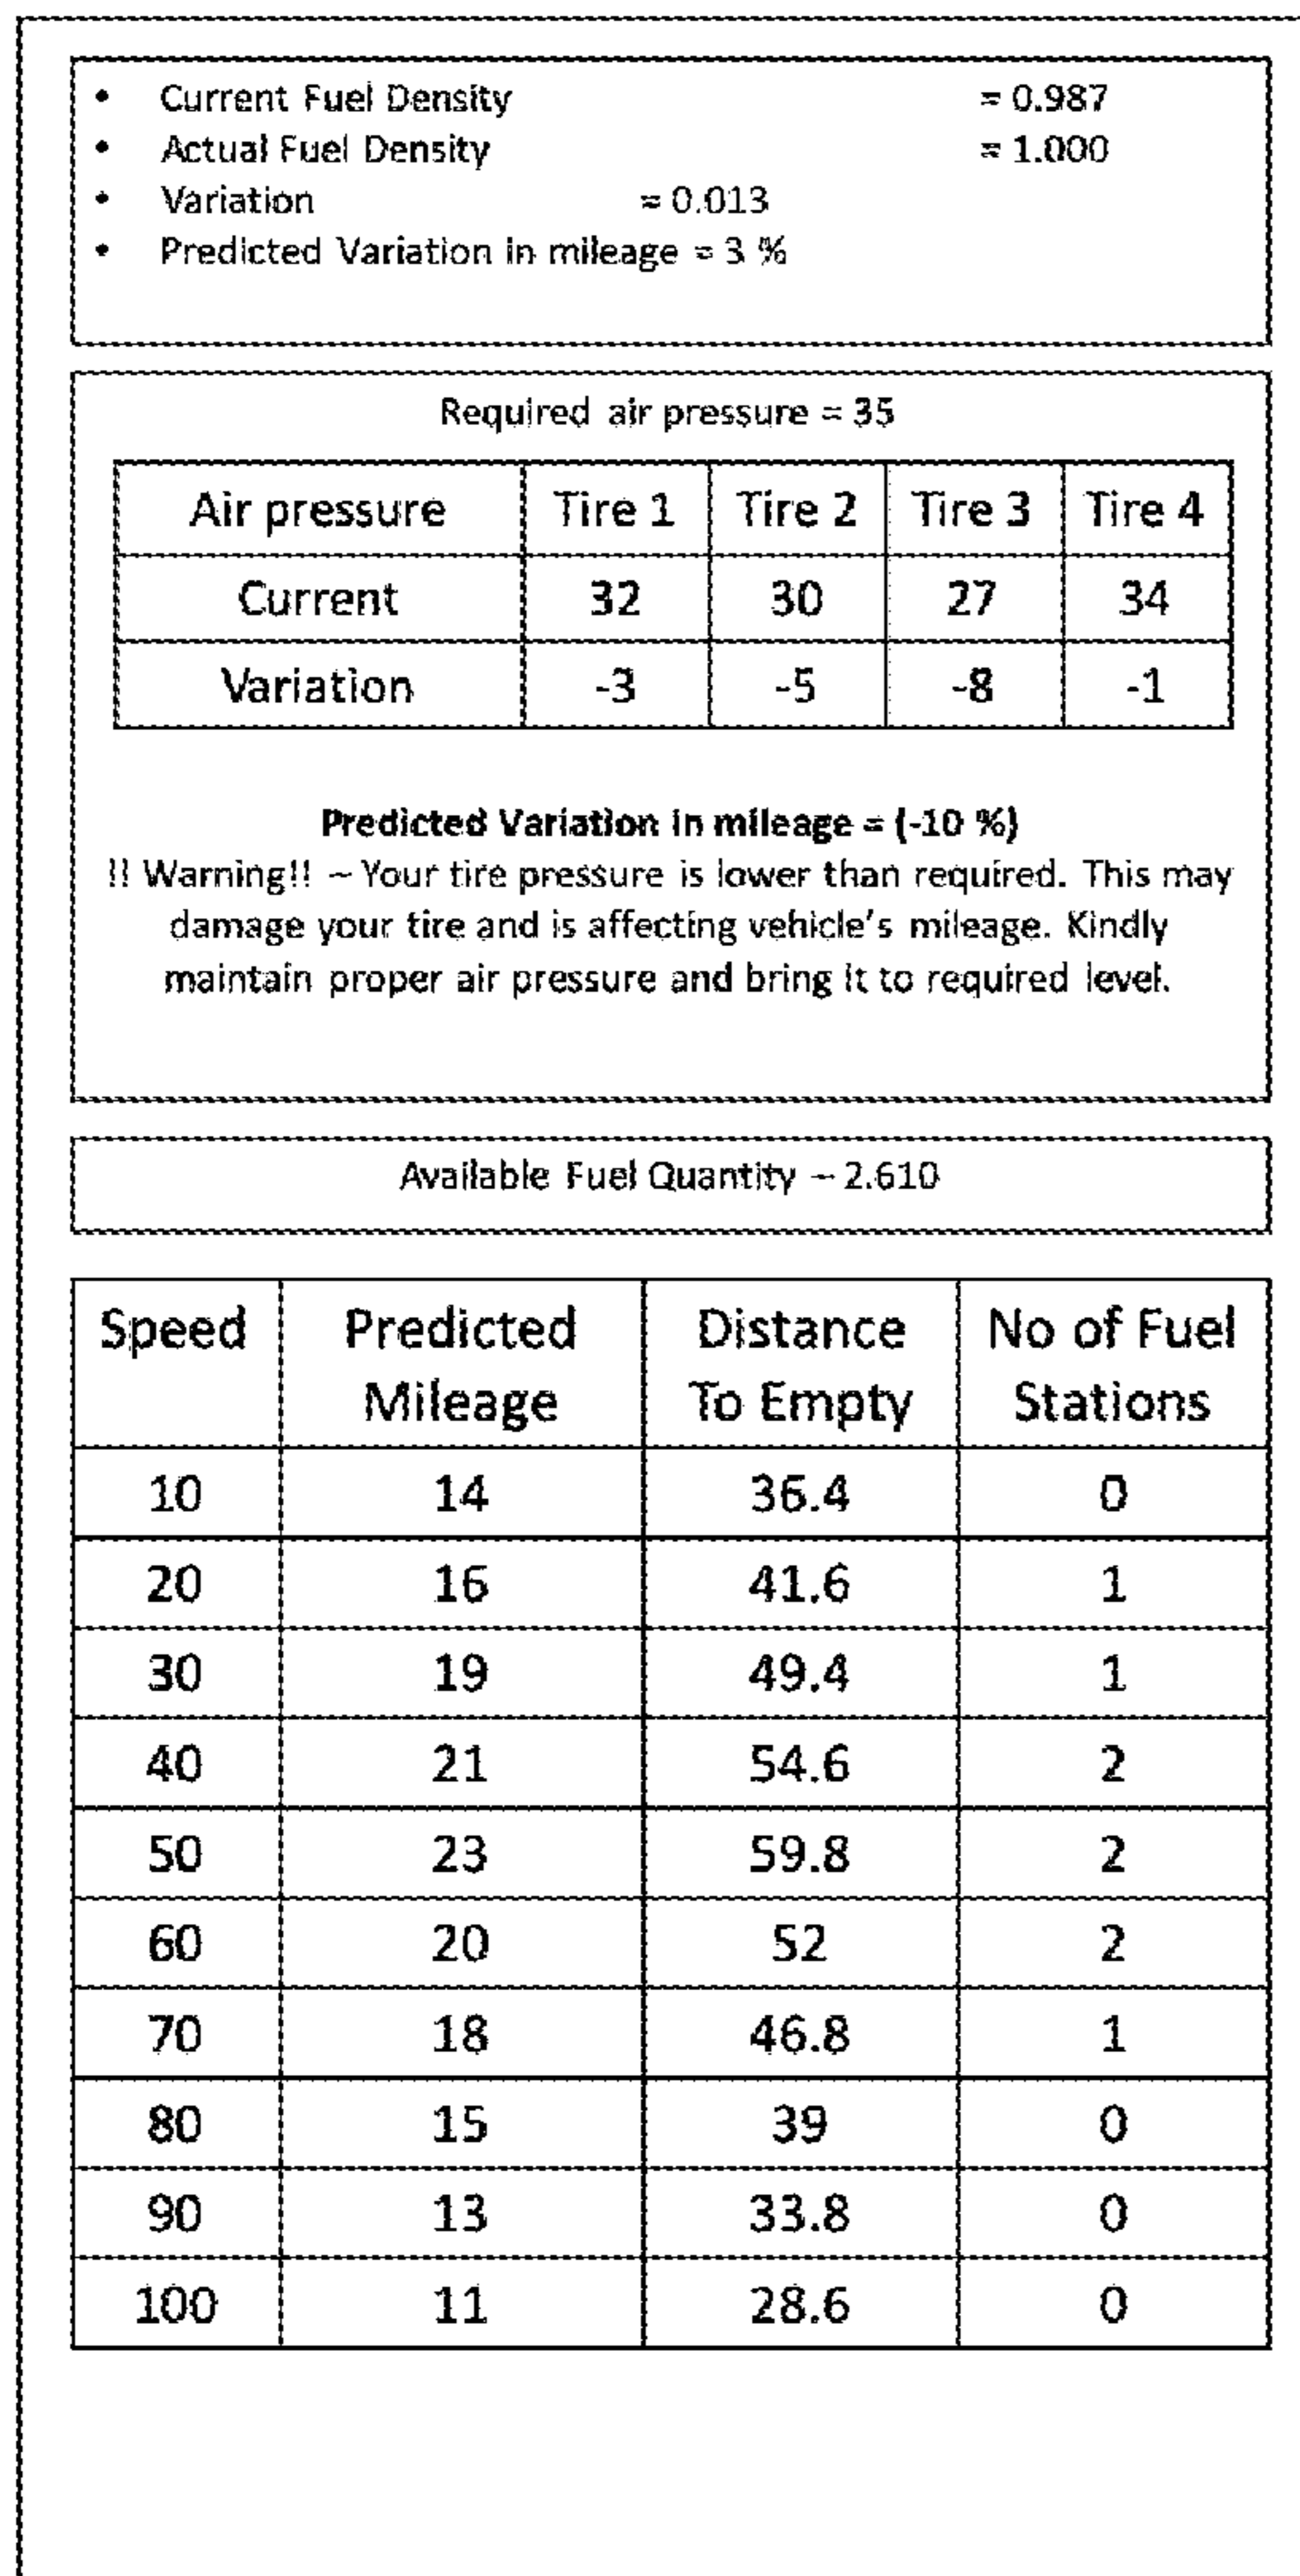 • Current Fuel Density = 0.987
• Actual Fuel Density = 1.000
• Variation = 0.013
• Predicted Variation in mileage = 3 %
Required air pressure = 35
Air pressure Tire 1 Tire 2 Tire 3 Tire 4
Current 32 30 27 34
Variation -3 -5 -8 -1
Predicted Variation in mileage = (-10 %)
!! Warning!! – Your tire pressure is lower than required. This may
damage your tire and is affecting vehicle's mileage. Kindly
maintain proper air pressure and bring it to required level.
Available Fuel Quantity – 2.610
Speed Predicted Distance No of Fuel
Mileage To Empty Stations
10 14 36.4 0
20 16 41.6 1
30 19 49.4 1
40 21 54.6 2
50 23 59.8 2
60 20 52 2
70 18 46.8 1
80 15 39 0
90 13 33.8 0
100 11 28.6 0